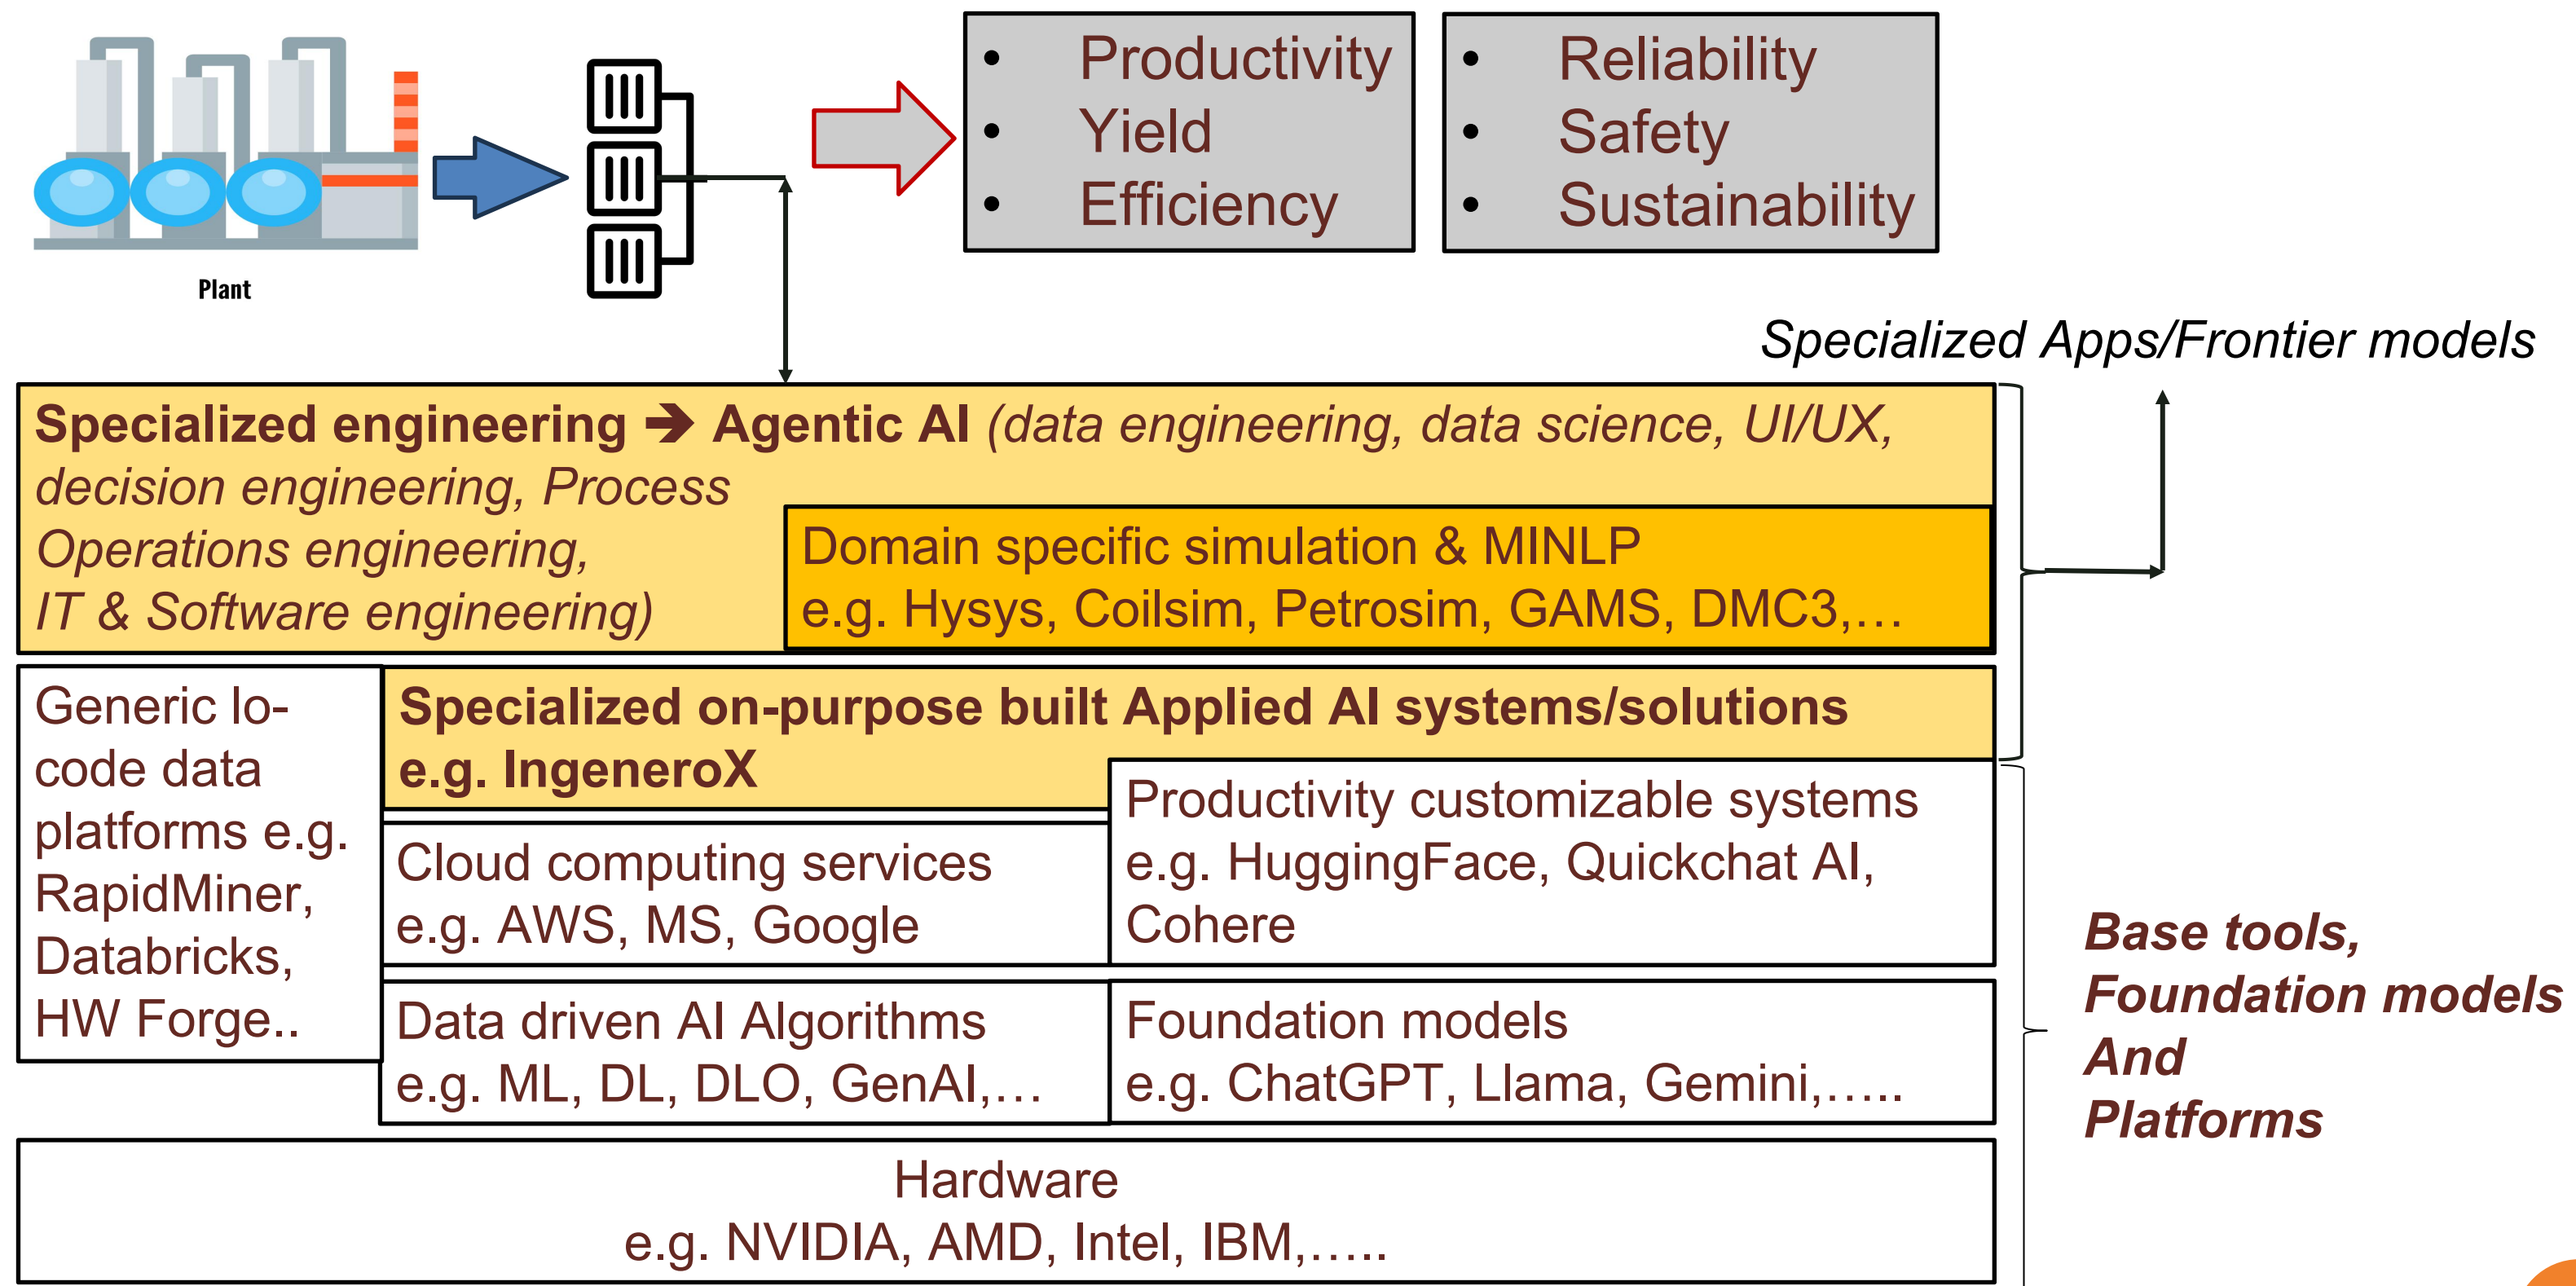 • Productivity
• Yield
• Efficiency
• Reliability
• Safety
• Sustainability
Plant
Specialized Apps/Frontier models
Specialized engineering ➔ Agentic AI (data engineering, data science, UI/UX,
decision engineering, Process
Operations engineering,
IT & Software engineering)
Domain specific simulation & MINLP
e.g. Hysys, Coilsim, Petrosim, GAMS, DMC3,…
Generic lo-
code data
platforms e.g.
RapidMiner,
Databricks,
HW Forge..
Specialized on-purpose built Applied AI systems/solutions
e.g. IngeneroX
Cloud computing services
e.g. AWS, MS, Google
Productivity customizable systems
e.g. HuggingFace, Quickchat AI,
Cohere
Data driven AI Algorithms
e.g. ML, DL, DLO, GenAI,…
Foundation models
e.g. ChatGPT, Llama, Gemini,…..
Base tools,
Foundation models
And
Platforms
Hardware
e.g. NVIDIA, AMD, Intel, IBM,…..